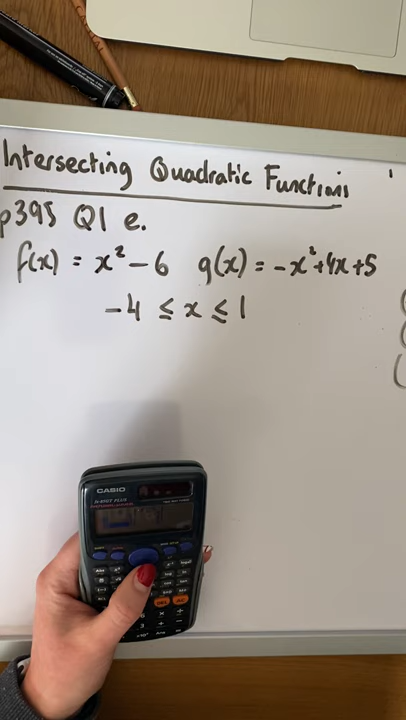 Intersecting Quadratic Functions
p395 Q1 e.
f(x) = x² - 6 g(x) = -x²+4x+5
-4 ≤ x ≤ 1
CASIO